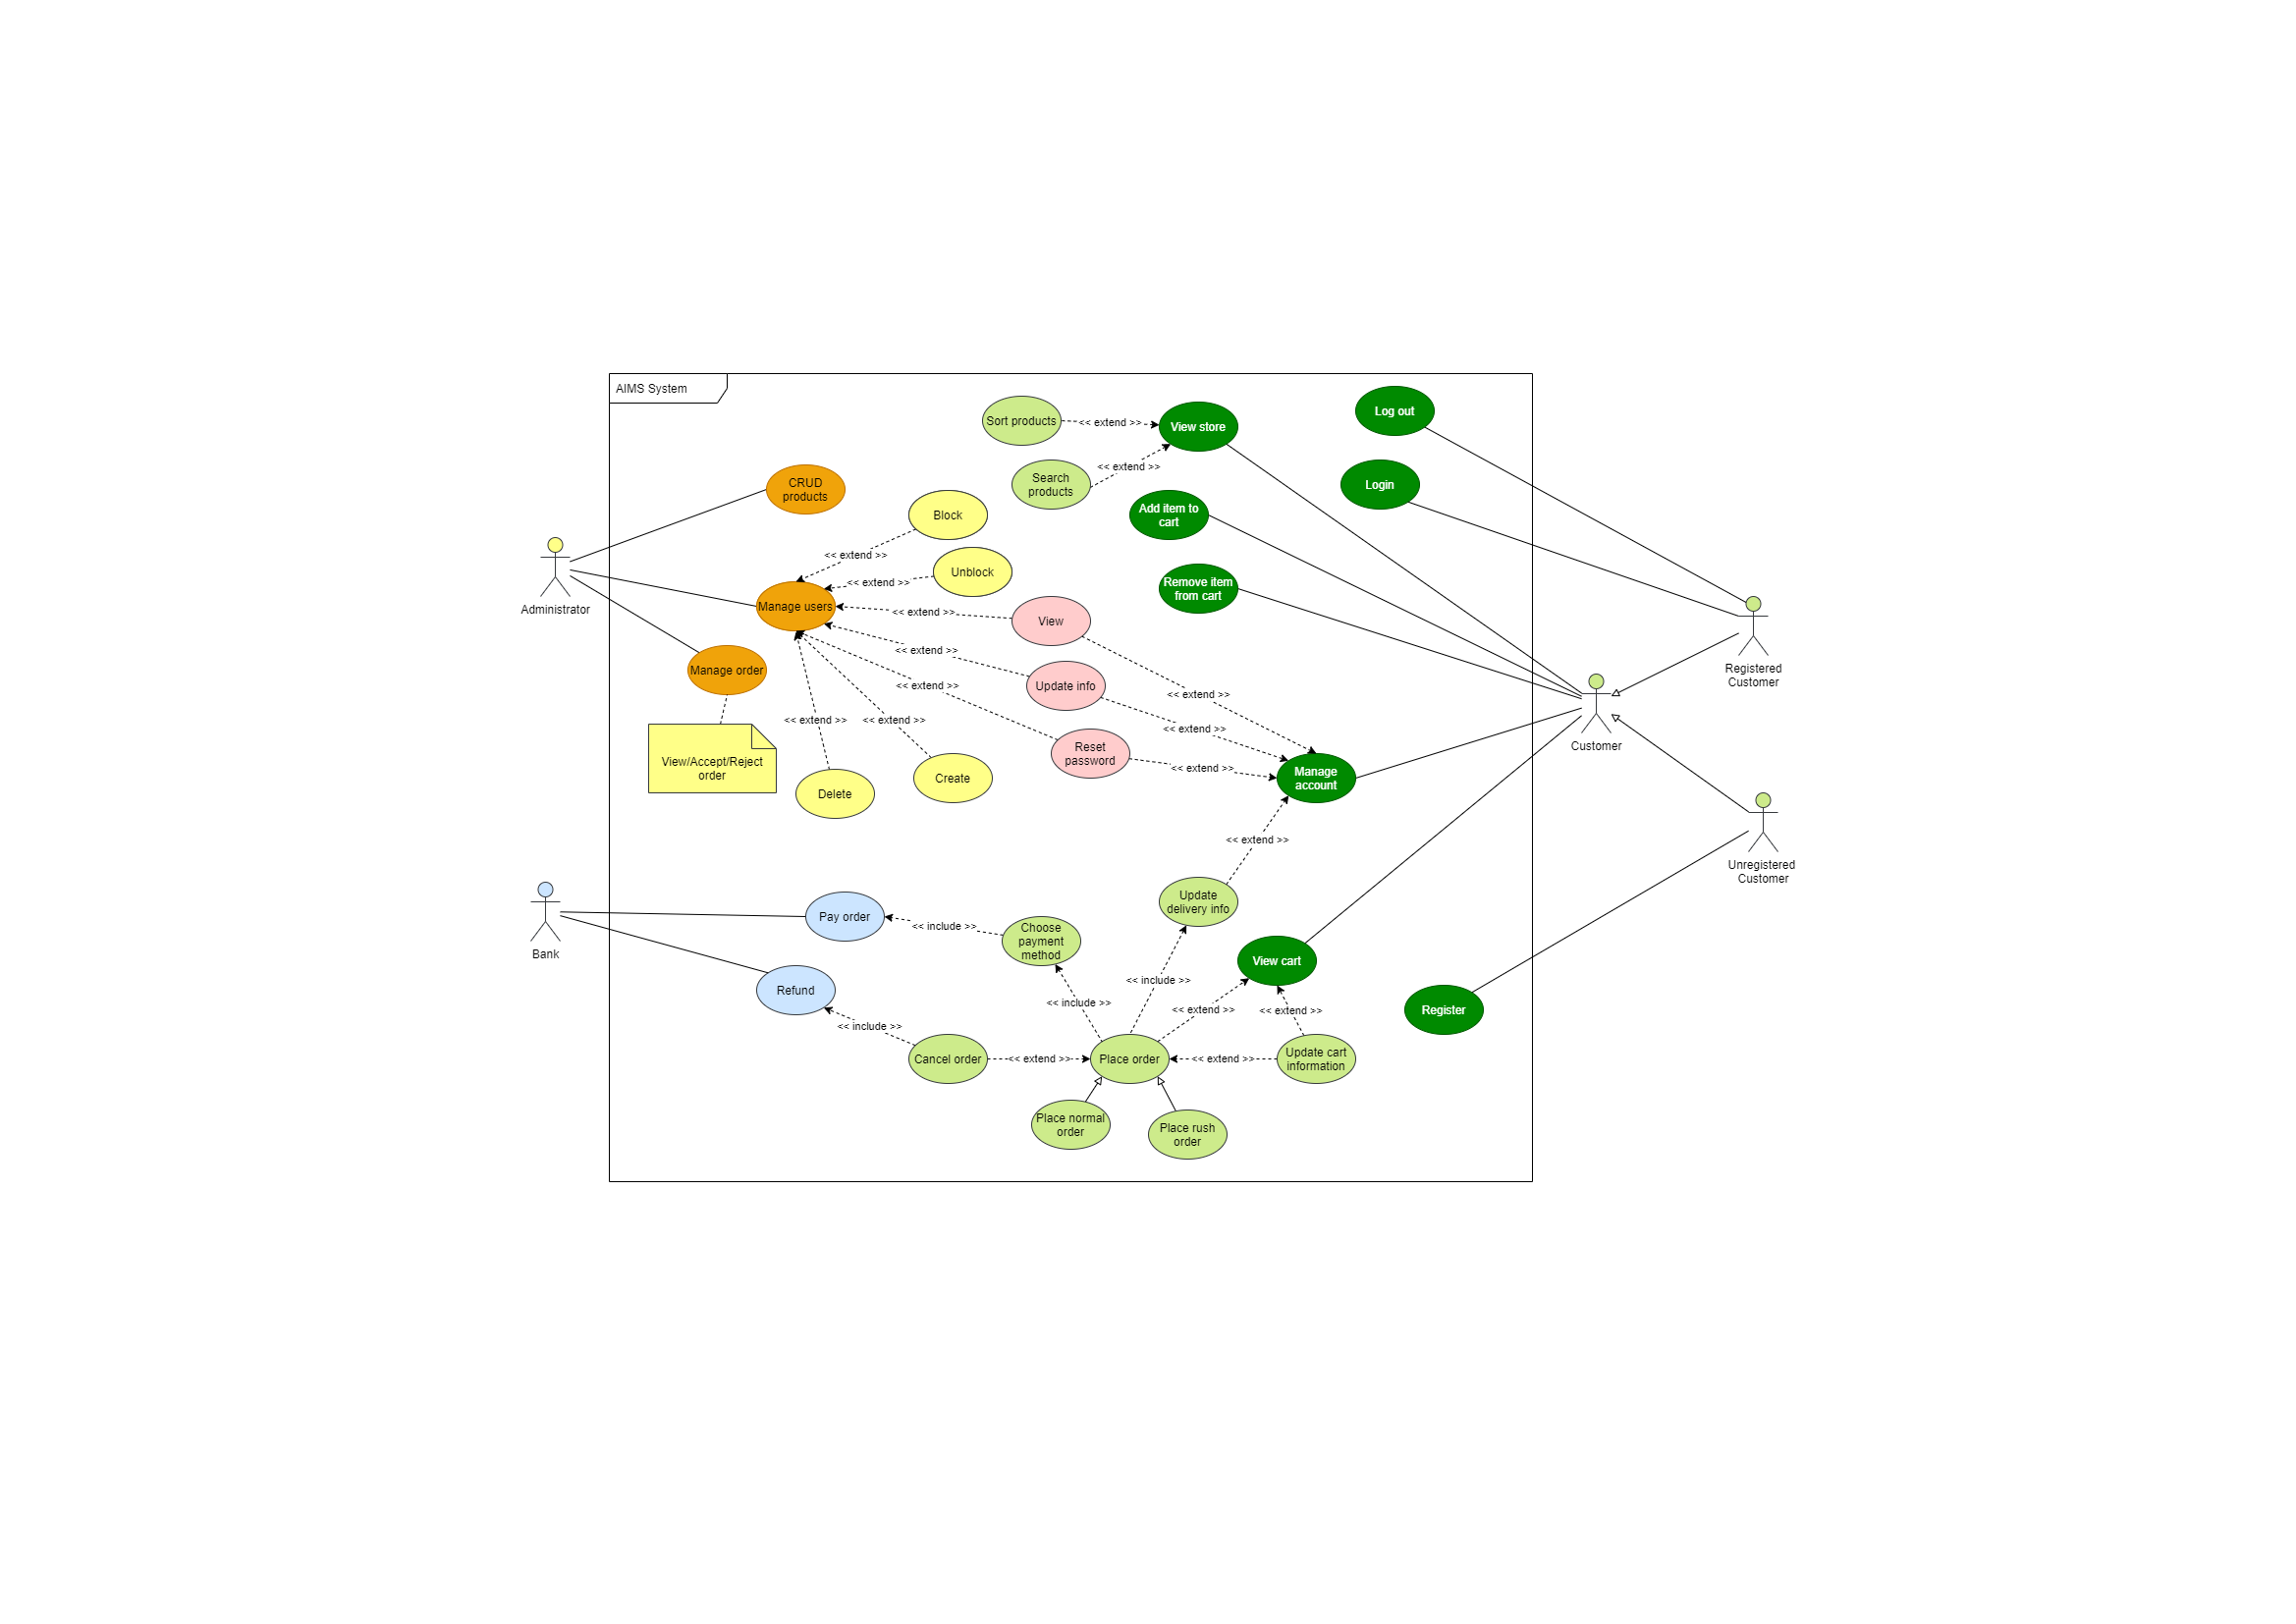 AIMS System
Sort products
<< extend >>
View store
Log out
Search
products
<< extend >>
Login
CRUD
products
Block
Add item to
cart
<< extend >>
Unblock
<< extend >>
Remove item
from cart
Administrator
Manage users
<< extend >>
View
<< extend >>
Manage order
Update info
<< extend >>
<< extend >>
Registered
Customer
<< extend >>
<< extend >>
<< extend >>
Customer
View/Accept/Reject
order
Reset
password
<< extend >>
Manage
account
Delete
Create
<< extend >>
Unregistered
Customer
Update
delivery info
Pay order
<< include >>
Choose
payment
method
Bank
View cart
Refund
<< include >>
<< include >>
<< extend >>
<< extend >>
Register
<< include >>
Cancel order
<< extend >>
Place order
<< extend >>
Update cart
information
Place normal
order
Place rush
order